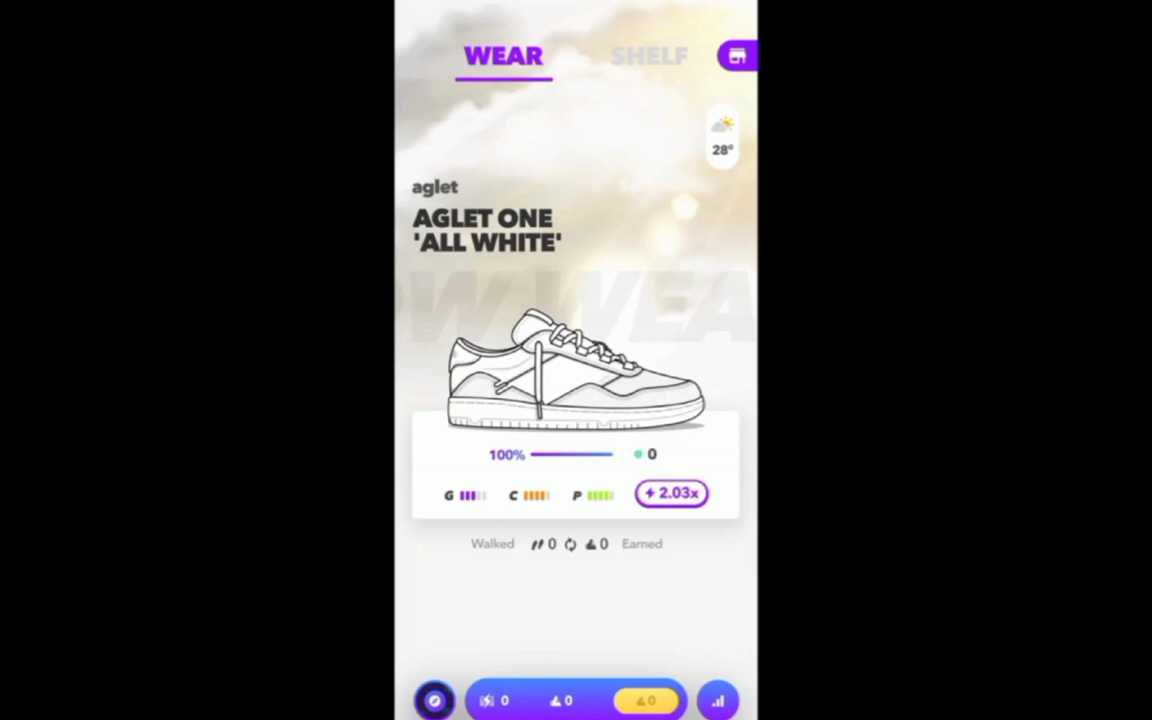 WEAR SHELF
28°
aglet
AGLET ONE
'ALL WHITE'
WEA
100% 0
G C P 2.03x
Walked 0 0 Earned
0 0 0